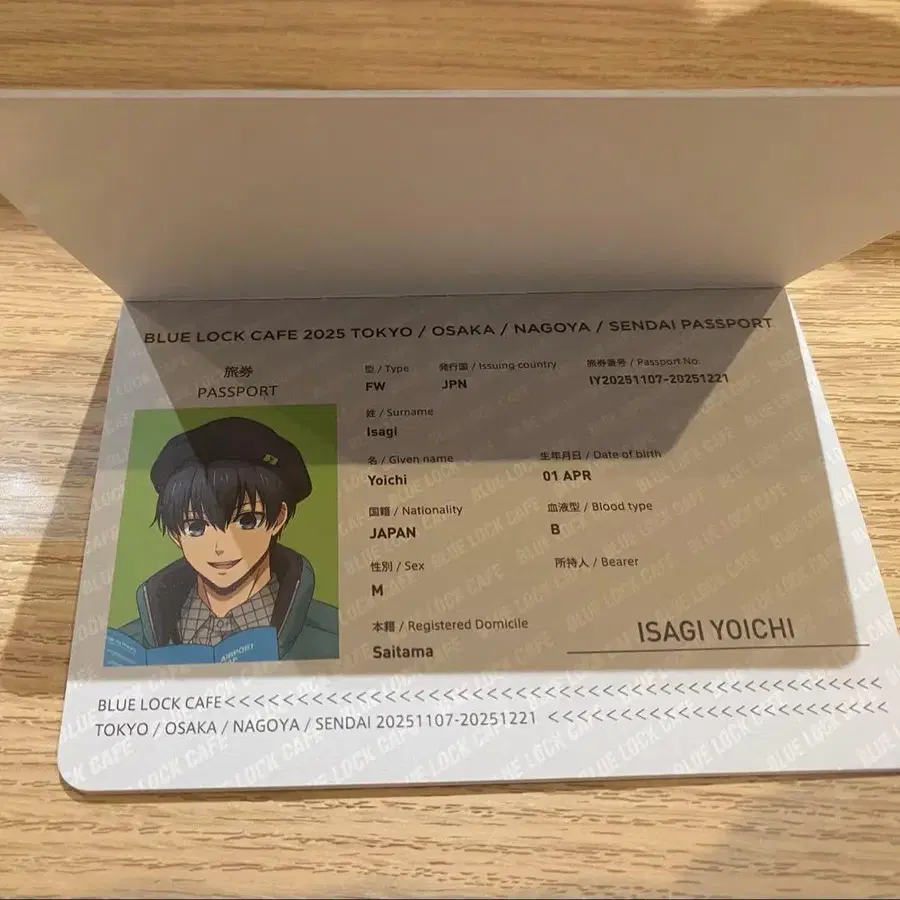 BLUE LOCK CAFE 2025 TOKYO / OSAKA / NAGOYA / SENDAI PASSPORT
旅券
PASSPORT
型 / Type
発行国 / Issuing country
旅券番号 / Passport No.
FW
JPN
IY20251107-20251221
姓 / Surname
Isagi
名 / Given name
生年月日 / Date of birth
Yoichi
01 APR
国籍 / Nationality
血液型 / Blood type
JAPAN
B
性別 / Sex
所持人 / Bearer
M
本籍 / Registered Domicile
ISAGI YOICHI
Saitama
AIRPORT
BLUE LOCK CAFE<<<<<<<<<<<<<<<<<<<<<<<<<<<<<<<<<<<<<<<<<<<<
TOKYO / OSAKA / NAGOYA / SENDAI 20251107-20251221 <<<<<<<<<<<<<<<<<<<<<<<
BLUE LOCK CAFE